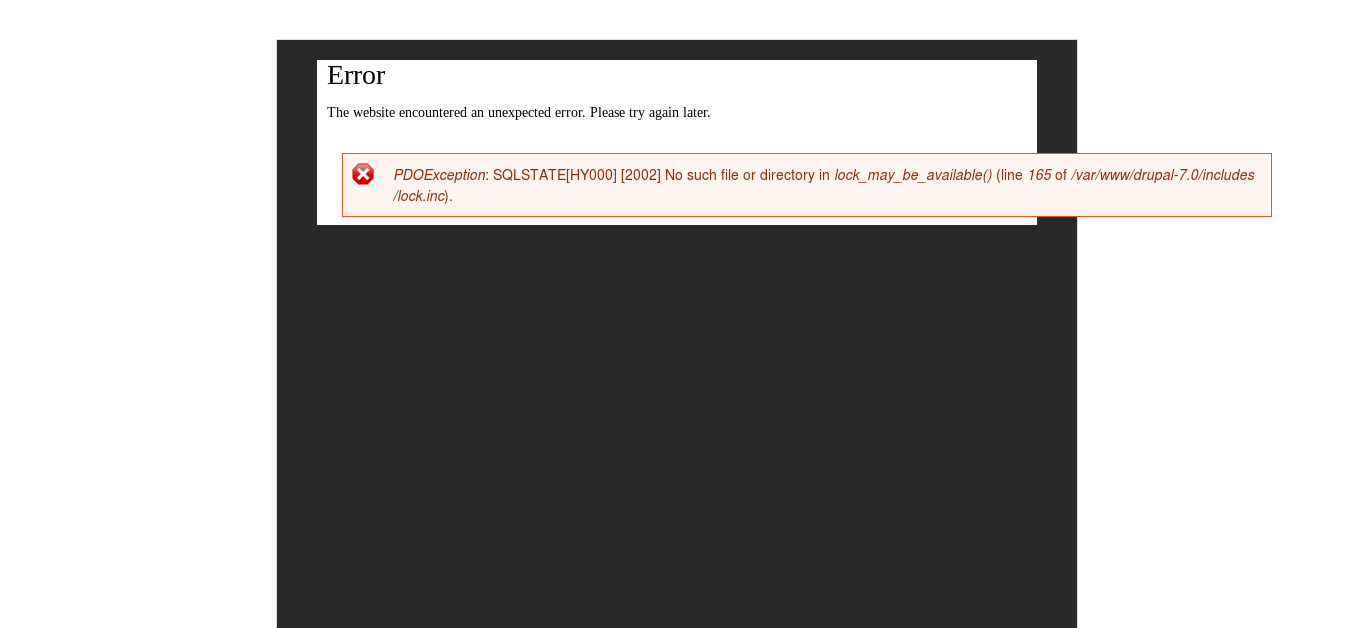 Error
The website encountered an unexpected error. Please try again later.
PDOException: SQLSTATE[HY000] [2002] No such file or directory in lock_may_be_available() (line 165 of /var/www/drupal-7.0/includes
/lock.inc).